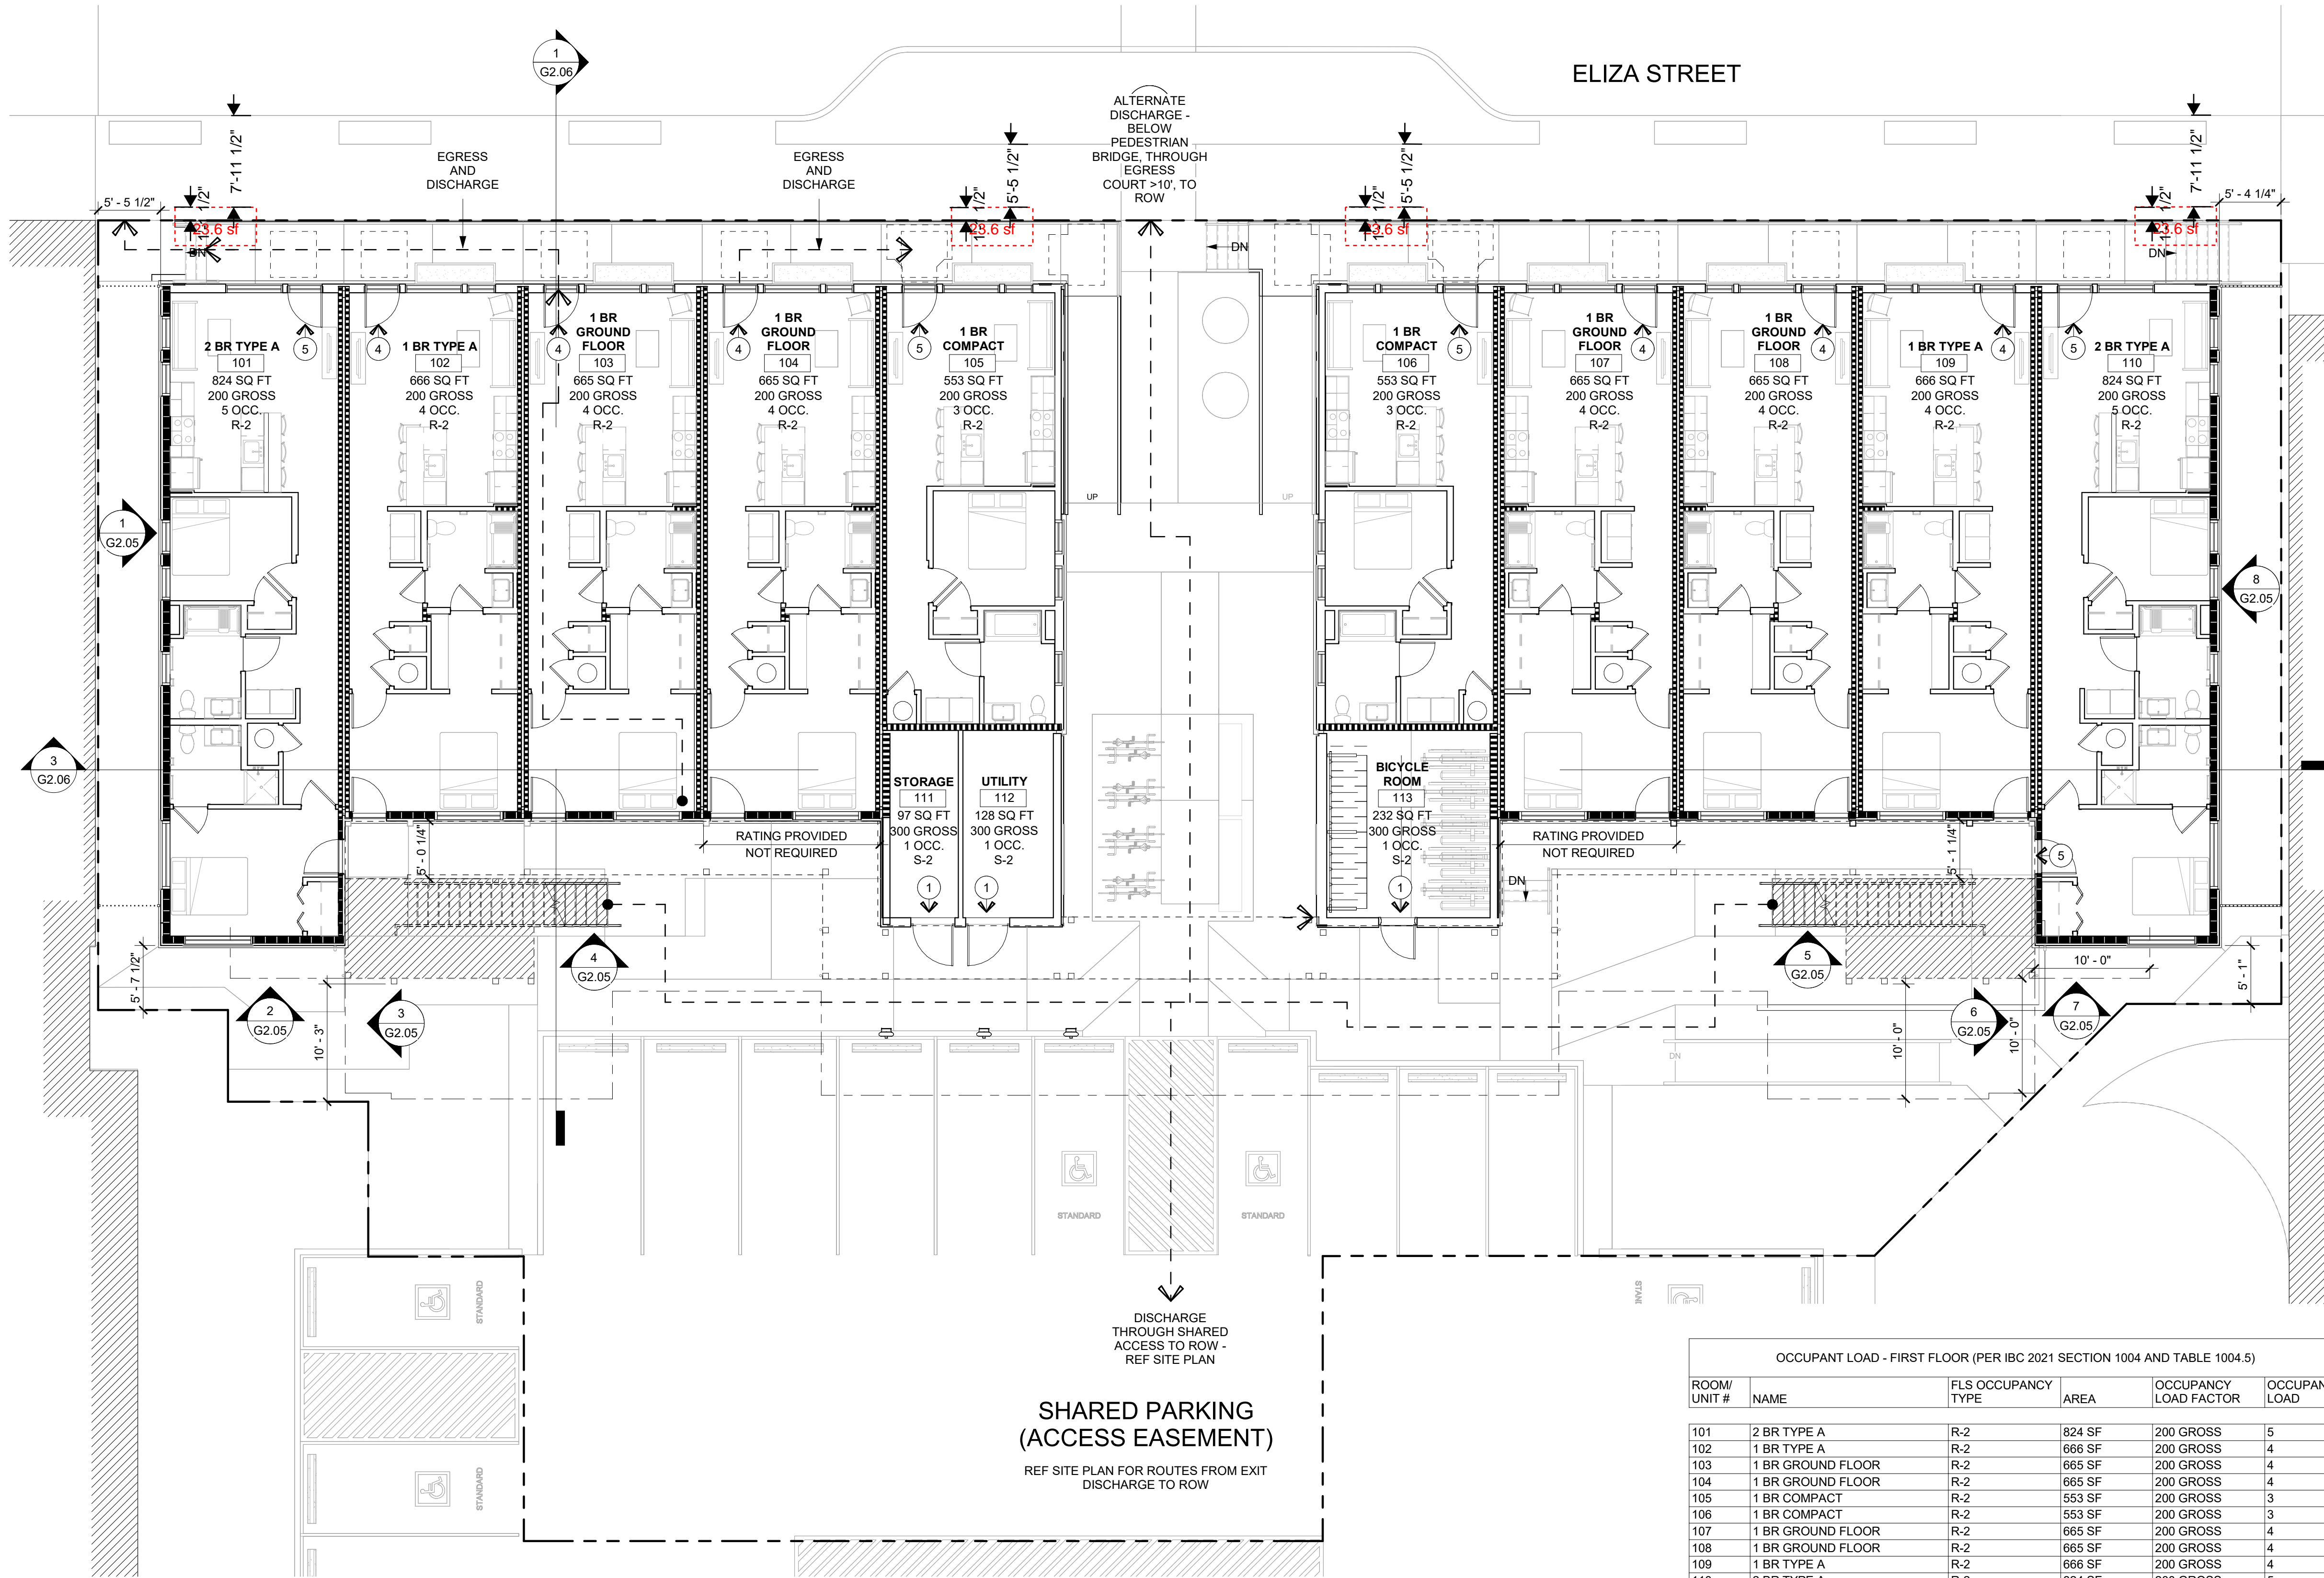 ELIZA STREET
1
G2.06
ALTERNATE
DISCHARGE -
BELOW
PEDESTRIAN
BRIDGE, THROUGH
EGRESS
COURT >10', TO
ROW
EGRESS
AND
DISCHARGE
EGRESS
AND
DISCHARGE
7'-11 1/2"
5'-5 1/2"
5'-5 1/2"
7'-11 1/2"
5' - 5 1/2"
5' - 4 1/4"
23.6 sf
23.6 sf
23.6 sf
23.6 sf
DN
DN
DN
2 BR TYPE A
101
824 SQ FT
200 GROSS
5 OCC.
R-2
5
4
1 BR TYPE A
102
666 SQ FT
200 GROSS
4 OCC.
R-2
4
1 BR
GROUND
FLOOR
103
665 SQ FT
200 GROSS
4 OCC.
R-2
4
1 BR
GROUND
FLOOR
104
665 SQ FT
200 GROSS
4 OCC.
R-2
5
1 BR
COMPACT
105
553 SQ FT
200 GROSS
3 OCC.
R-2
1 BR
COMPACT
106
553 SQ FT
200 GROSS
3 OCC.
R-2
5
1 BR
GROUND
FLOOR
107
665 SQ FT
200 GROSS
4 OCC.
R-2
4
1 BR
GROUND
FLOOR
108
665 SQ FT
200 GROSS
4 OCC.
R-2
4
1 BR TYPE A
109
666 SQ FT
200 GROSS
4 OCC.
R-2
4
5
2 BR TYPE A
110
824 SQ FT
200 GROSS
5 OCC.
R-2
UP
UP
1
G2.05
8
G2.05
3
G2.06
STORAGE
111
97 SQ FT
300 GROSS
1 OCC.
S-2
1
UTILITY
112
128 SQ FT
300 GROSS
1 OCC.
S-2
1
BICYCLE
ROOM
113
232 SQ FT
300 GROSS
1 OCC.
S-2
1
RATING PROVIDED
NOT REQUIRED
RATING PROVIDED
NOT REQUIRED
5' - 0 1/4"
5' - 1 1/4"
5
DN
5' - 7 1/2"
10' - 3"
2
G2.05
3
G2.05
4
G2.05
5
G2.05
6
G2.05
7
G2.05
10' - 0"
5' - 1"
10' - 0"
10' - 0"
DN
STANDARD
STANDARD
STANDARD
STANDARD
DISCHARGE
THROUGH SHARED
ACCESS TO ROW -
REF SITE PLAN
SHARED PARKING
(ACCESS EASEMENT)
REF SITE PLAN FOR ROUTES FROM EXIT
DISCHARGE TO ROW
OCCUPANT LOAD - FIRST FLOOR (PER IBC 2021 SECTION 1004 AND TABLE 1004.5)
ROOM/ UNIT # NAME FLS OCCUPANCY TYPE AREA OCCUPANCY LOAD FACTOR OCCUPAN LOAD
101 2 BR TYPE A R-2 824 SF 200 GROSS 5
102 1 BR TYPE A R-2 666 SF 200 GROSS 4
103 1 BR GROUND FLOOR R-2 665 SF 200 GROSS 4
104 1 BR GROUND FLOOR R-2 665 SF 200 GROSS 4
105 1 BR COMPACT R-2 553 SF 200 GROSS 3
106 1 BR COMPACT R-2 553 SF 200 GROSS 3
107 1 BR GROUND FLOOR R-2 665 SF 200 GROSS 4
108 1 BR GROUND FLOOR R-2 665 SF 200 GROSS 4
109 1 BR TYPE A R-2 666 SF 200 GROSS 4